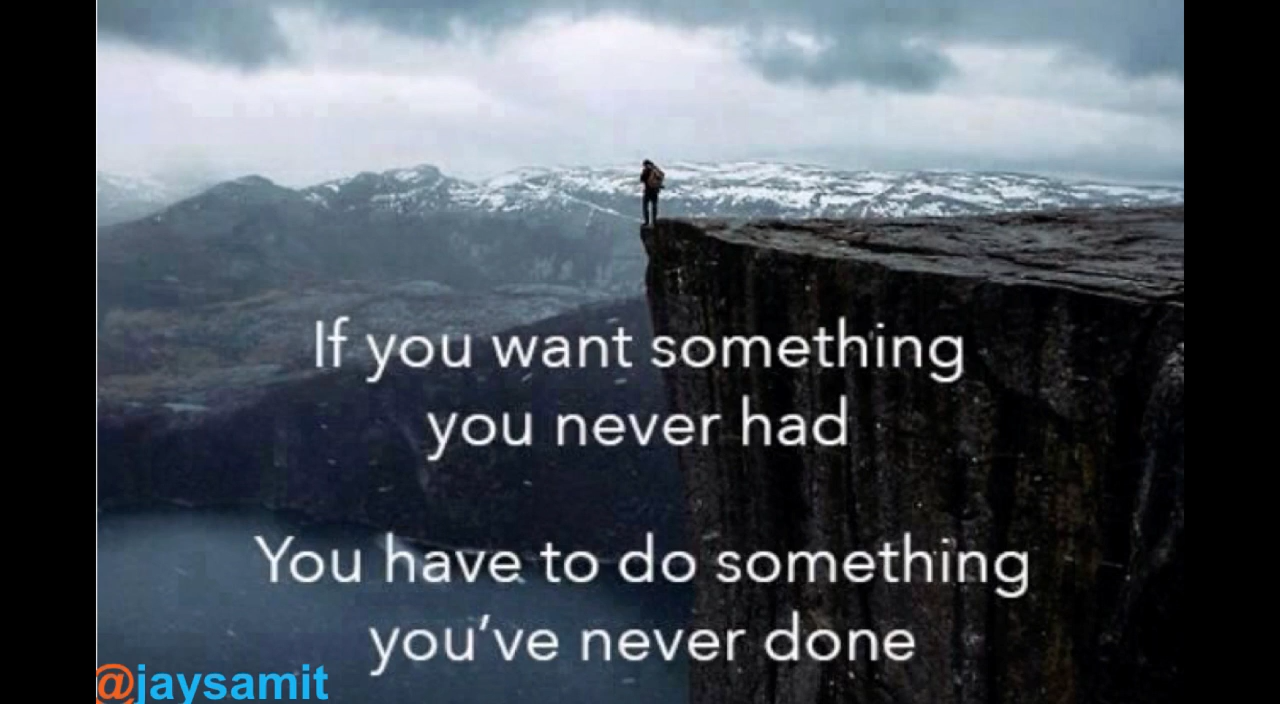 If you want something
you never had
You have to do something
you've never done
@jaysamit